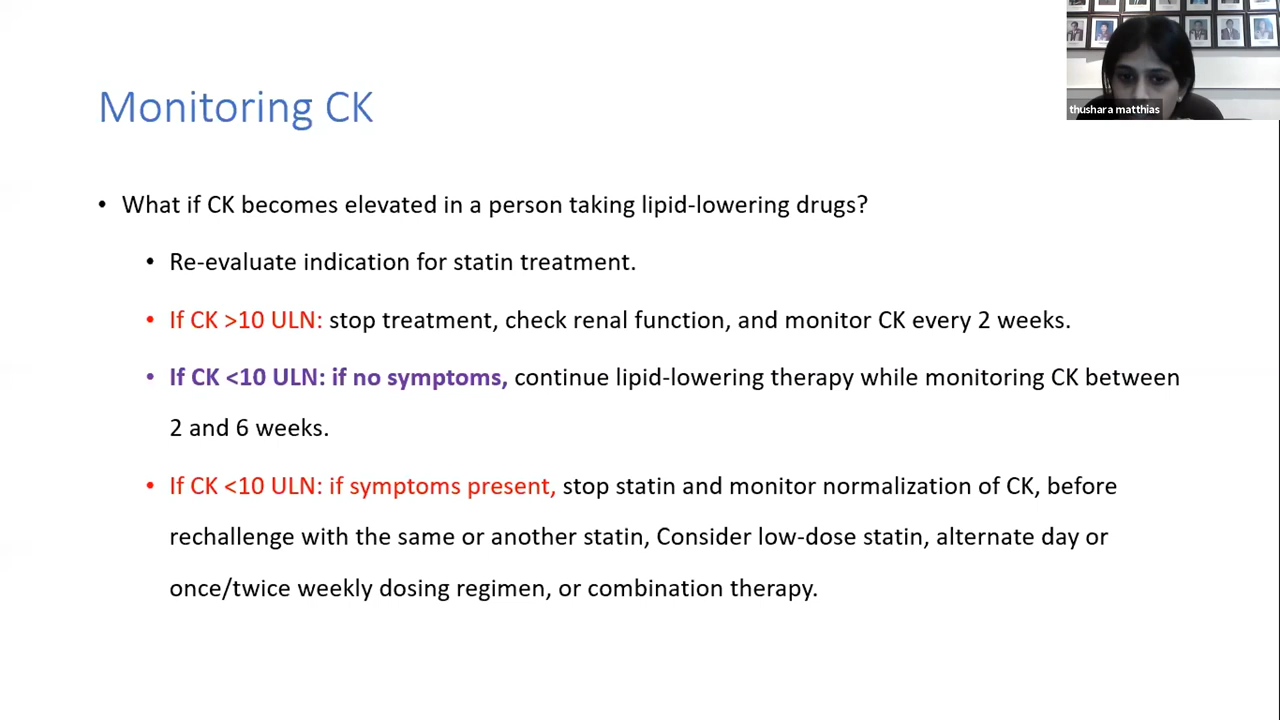 thushara matthias
Monitoring CK
• What if CK becomes elevated in a person taking lipid-lowering drugs?
• Re-evaluate indication for statin treatment.
• If CK >10 ULN: stop treatment, check renal function, and monitor CK every 2 weeks.
• If CK <10 ULN: if no symptoms, continue lipid-lowering therapy while monitoring CK between
2 and 6 weeks.
• If CK <10 ULN: if symptoms present, stop statin and monitor normalization of CK, before
rechallenge with the same or another statin, Consider low-dose statin, alternate day or
once/twice weekly dosing regimen, or combination therapy.